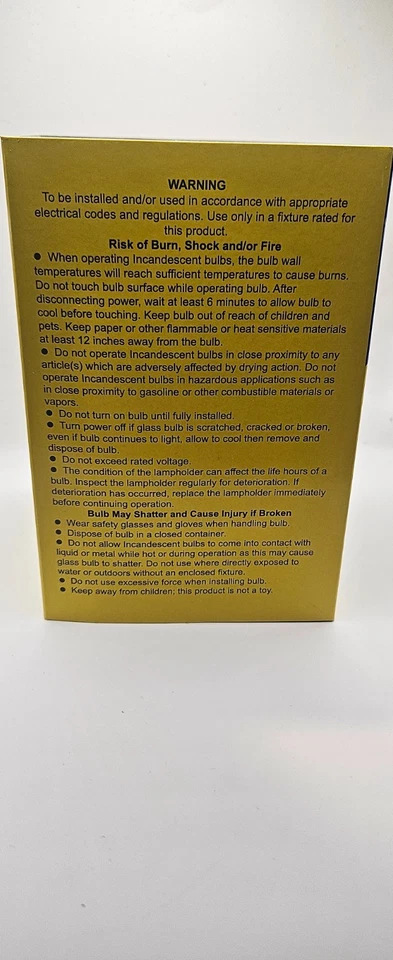 WARNING
To be installed and/or used in accordance with appropriate
electrical codes and regulations. Use only in a fixture rated for
this product.
Risk of Burn, Shock and/or Fire
● When operating Incandescent bulbs, the bulb wall
temperatures will reach sufficient temperatures to cause burns.
Do not touch bulb surface while operating bulb. After
disconnecting power, wait at least 6 minutes to allow bulb to
cool before touching. Keep bulb out of reach of children and
pets. Keep paper or other flammable or heat sensitive materials
at least 12 inches away from the bulb.
● Do not operate Incandescent bulbs in close proximity to any
article(s) which are adversely affected by drying action. Do not
operate Incandescent bulbs in hazardous applications such as
in close proximity to gasoline or other combustible materials or
vapors.
● Do not turn on bulb until fully installed.
● Turn power off if glass bulb is scratched, cracked or broken,
even if bulb continues to light, allow to cool then remove and
dispose of bulb.
● Do not exceed rated voltage.
● The condition of the lampholder can affect the life hours of a
bulb. Inspect the lampholder regularly for deterioration. If
deterioration has occurred, replace the lampholder immediately
before continuing operation.
Bulb May Shatter and Cause Injury if Broken
● Wear safety glasses and gloves when handling bulb.
● Dispose of bulb in a closed container.
● Do not allow Incandescent bulbs to come into contact with
liquid or metal while hot or during operation as this may cause
glass bulb to shatter. Do not use where directly exposed to
water or outdoors without an enclosed fixture.
● Do not use excessive force when installing bulb.
● Keep away from children; this product is not a toy.